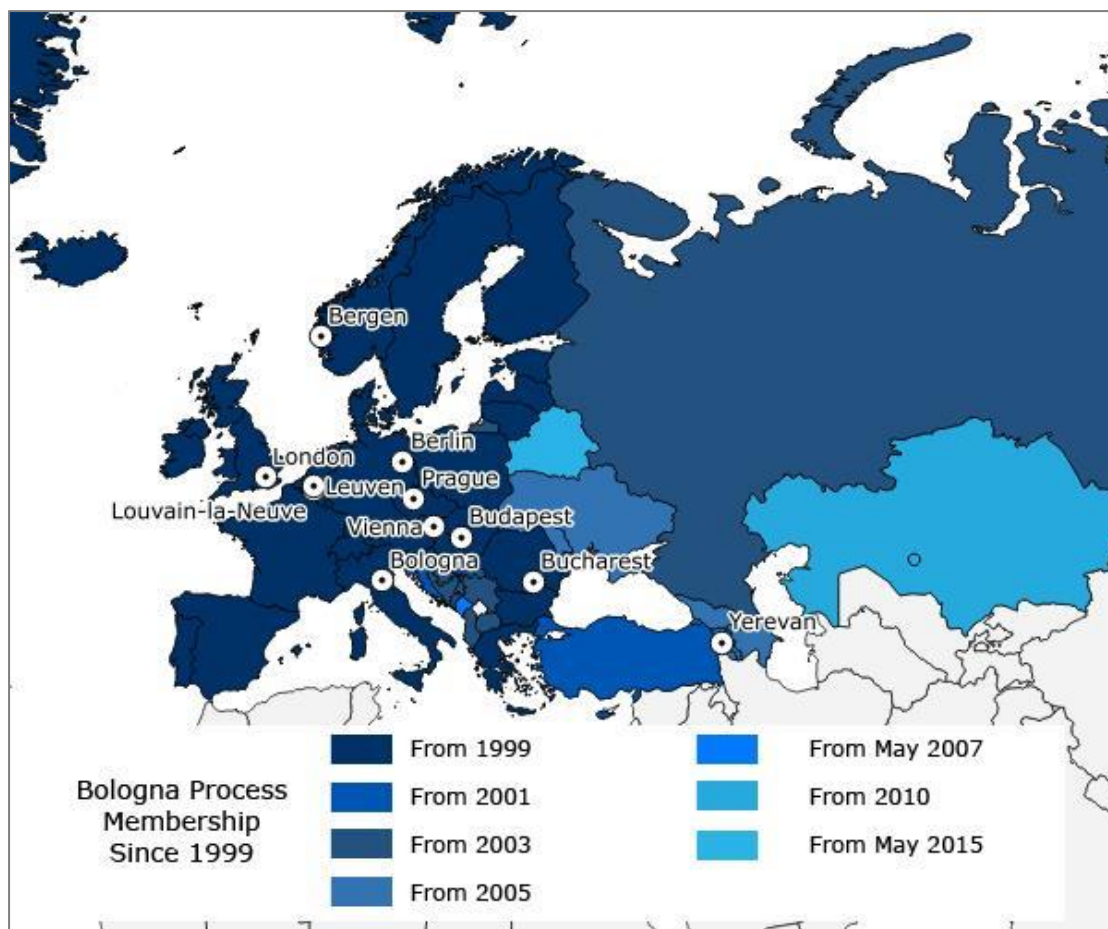 Bergen
Berlin
London
Leuven
Prague
Louvain-la-Neuve
Vienna
Budapest
Bologna
Bucharest
Yerevan
Bologna Process
Membership
Since 1999
From 1999
From 2001
From 2003
From 2005
From May 2007
From 2010
From May 2015